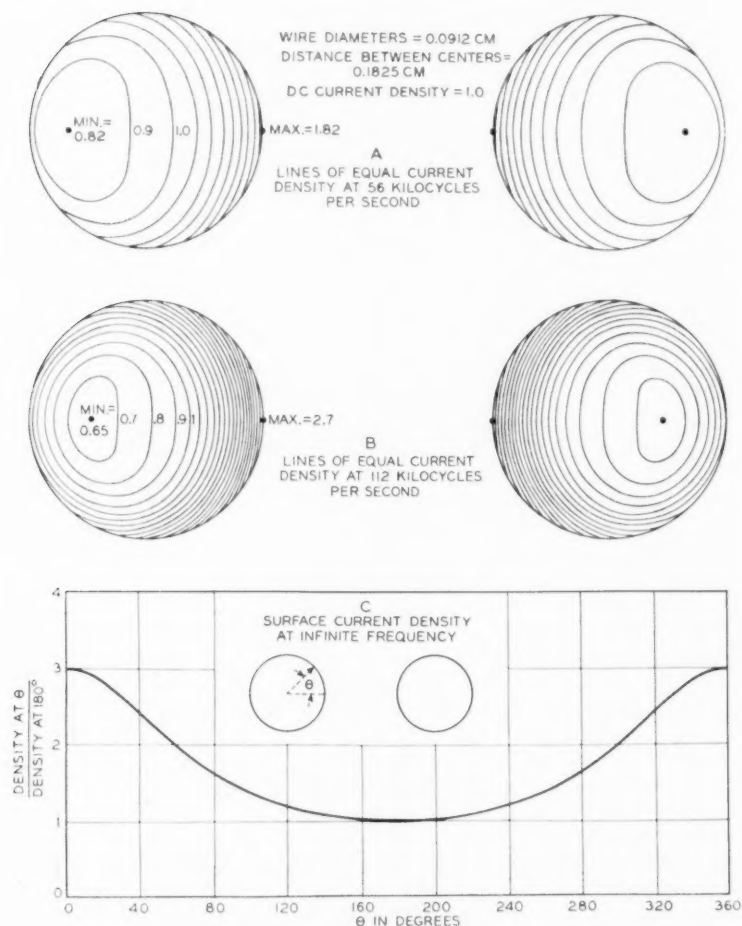 WIRE DIAMETERS = 0.0912 CM
DISTANCE BETWEEN CENTERS=
0.1825 CM
DC CURRENT DENSITY = 1.0
MIN.=
0.82
0.9
1.0
MAX.=1.82
A
LINES OF EQUAL CURRENT
DENSITY AT 56 KILOCYCLES
PER SECOND
MIN.=
0.65
0.7
.8
.9
1
MAX.=2.7
B
LINES OF EQUAL CURRENT
DENSITY AT 112 KILOCYCLES
PER SECOND
C
SURFACE CURRENT DENSITY
AT INFINITE FREQUENCY
θ
DENSITY AT θ
DENSITY AT 180°
4
3
2
1
0
0 40 80 120 160 200 240 280 320 360
θ IN DEGREES